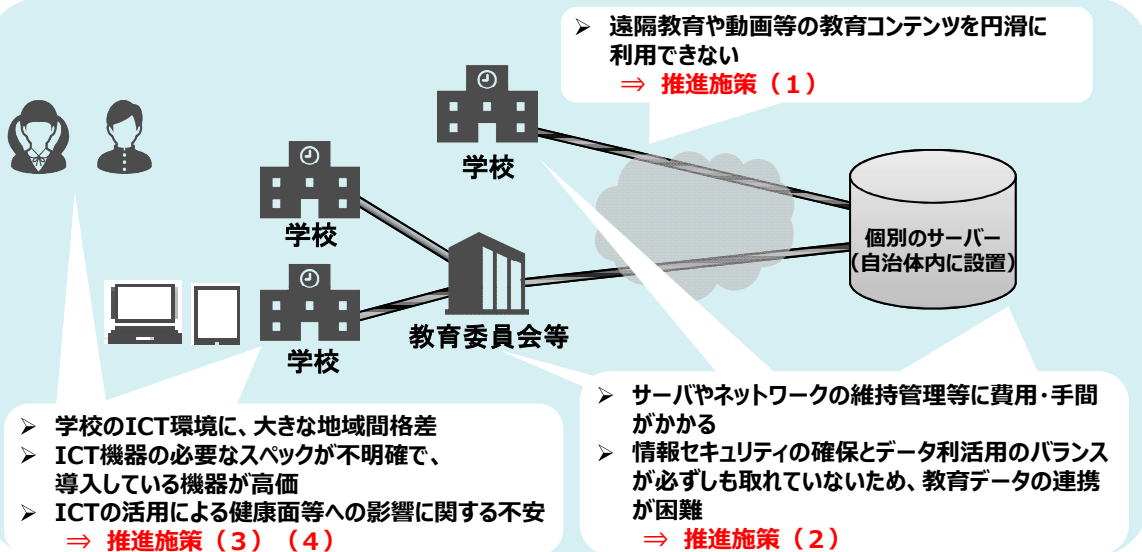 ➢ 遠隔教育や動画等の教育コンテンツを円滑に
利用できない
⇒ 推進施策（１）
学校
学校
学校
教育委員会等
個別のサーバー
（自治体内に設置）
➢ 学校のICT環境に、大きな地域間格差
➢ ICT機器の必要なスペックが不明確で、
導入している機器が高価
➢ ICTの活用による健康面等への影響に関する不安
⇒ 推進施策（３）（４）
➢ サーバやネットワークの維持管理等に費用・手間
がかかる
➢ 情報セキュリティの確保とデータ利活用のバランス
が必ずしも取れていないため、教育データの連携
が困難
⇒ 推進施策（２）